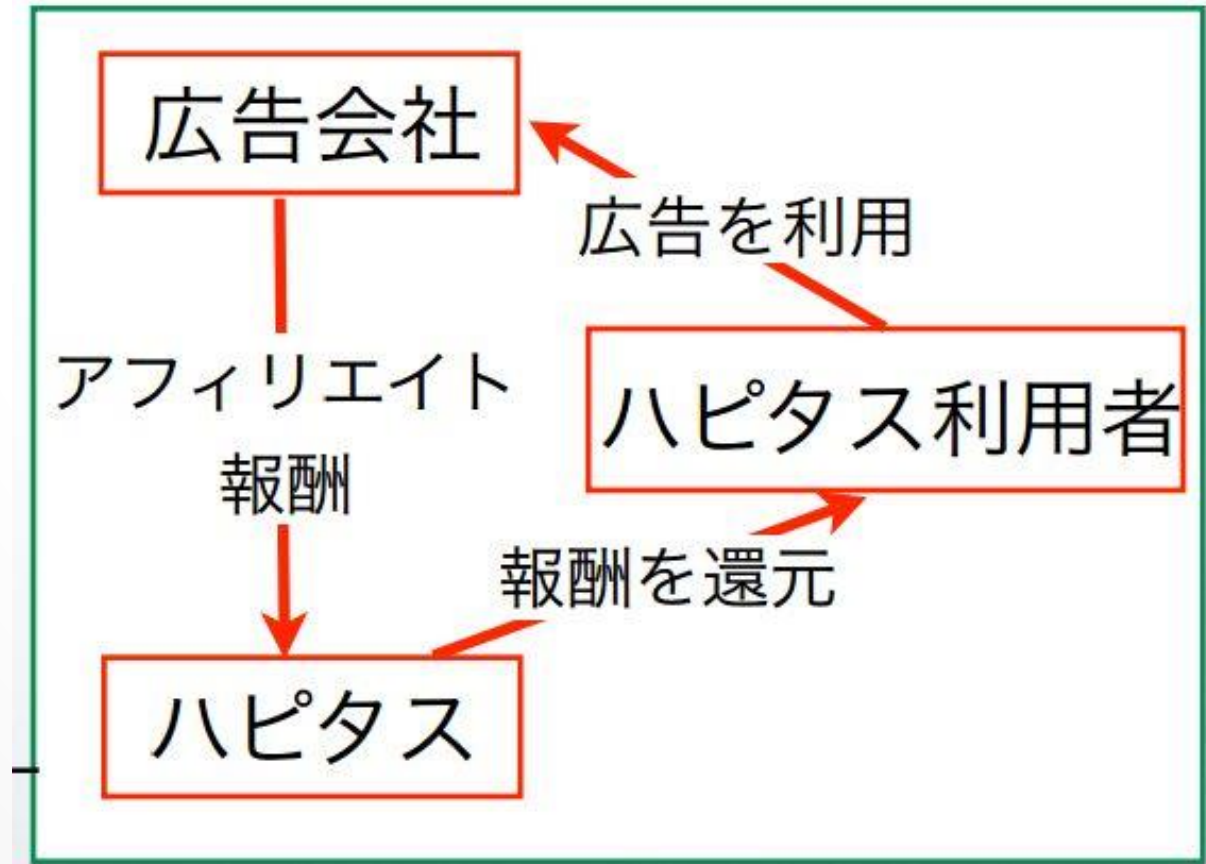 広告会社
広告を利用
アフィリエイト
報酬
ハピタス利用者
報酬を還元
ハピタス